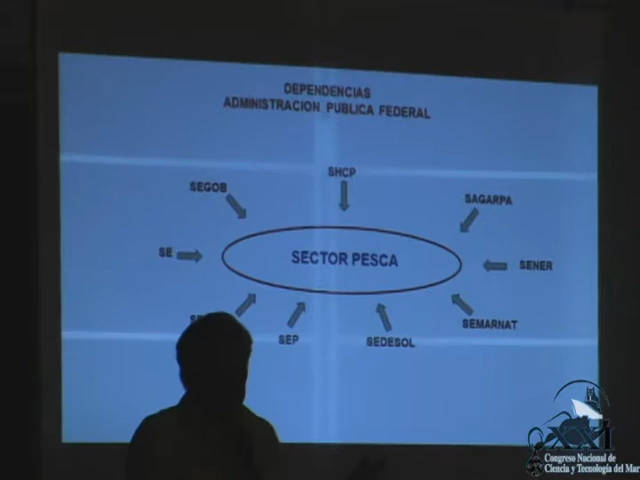 DEPENDENCIAS
ADMINISTRACION PUBLICA FEDERAL
SHCP
SEGOB
SAGARPA
SE
SECTOR PESCA
SENER
SEMARNAT
SEP
SEDESOL
XXI
Congreso Nacional de
Ciencia y Tecnología del Mar